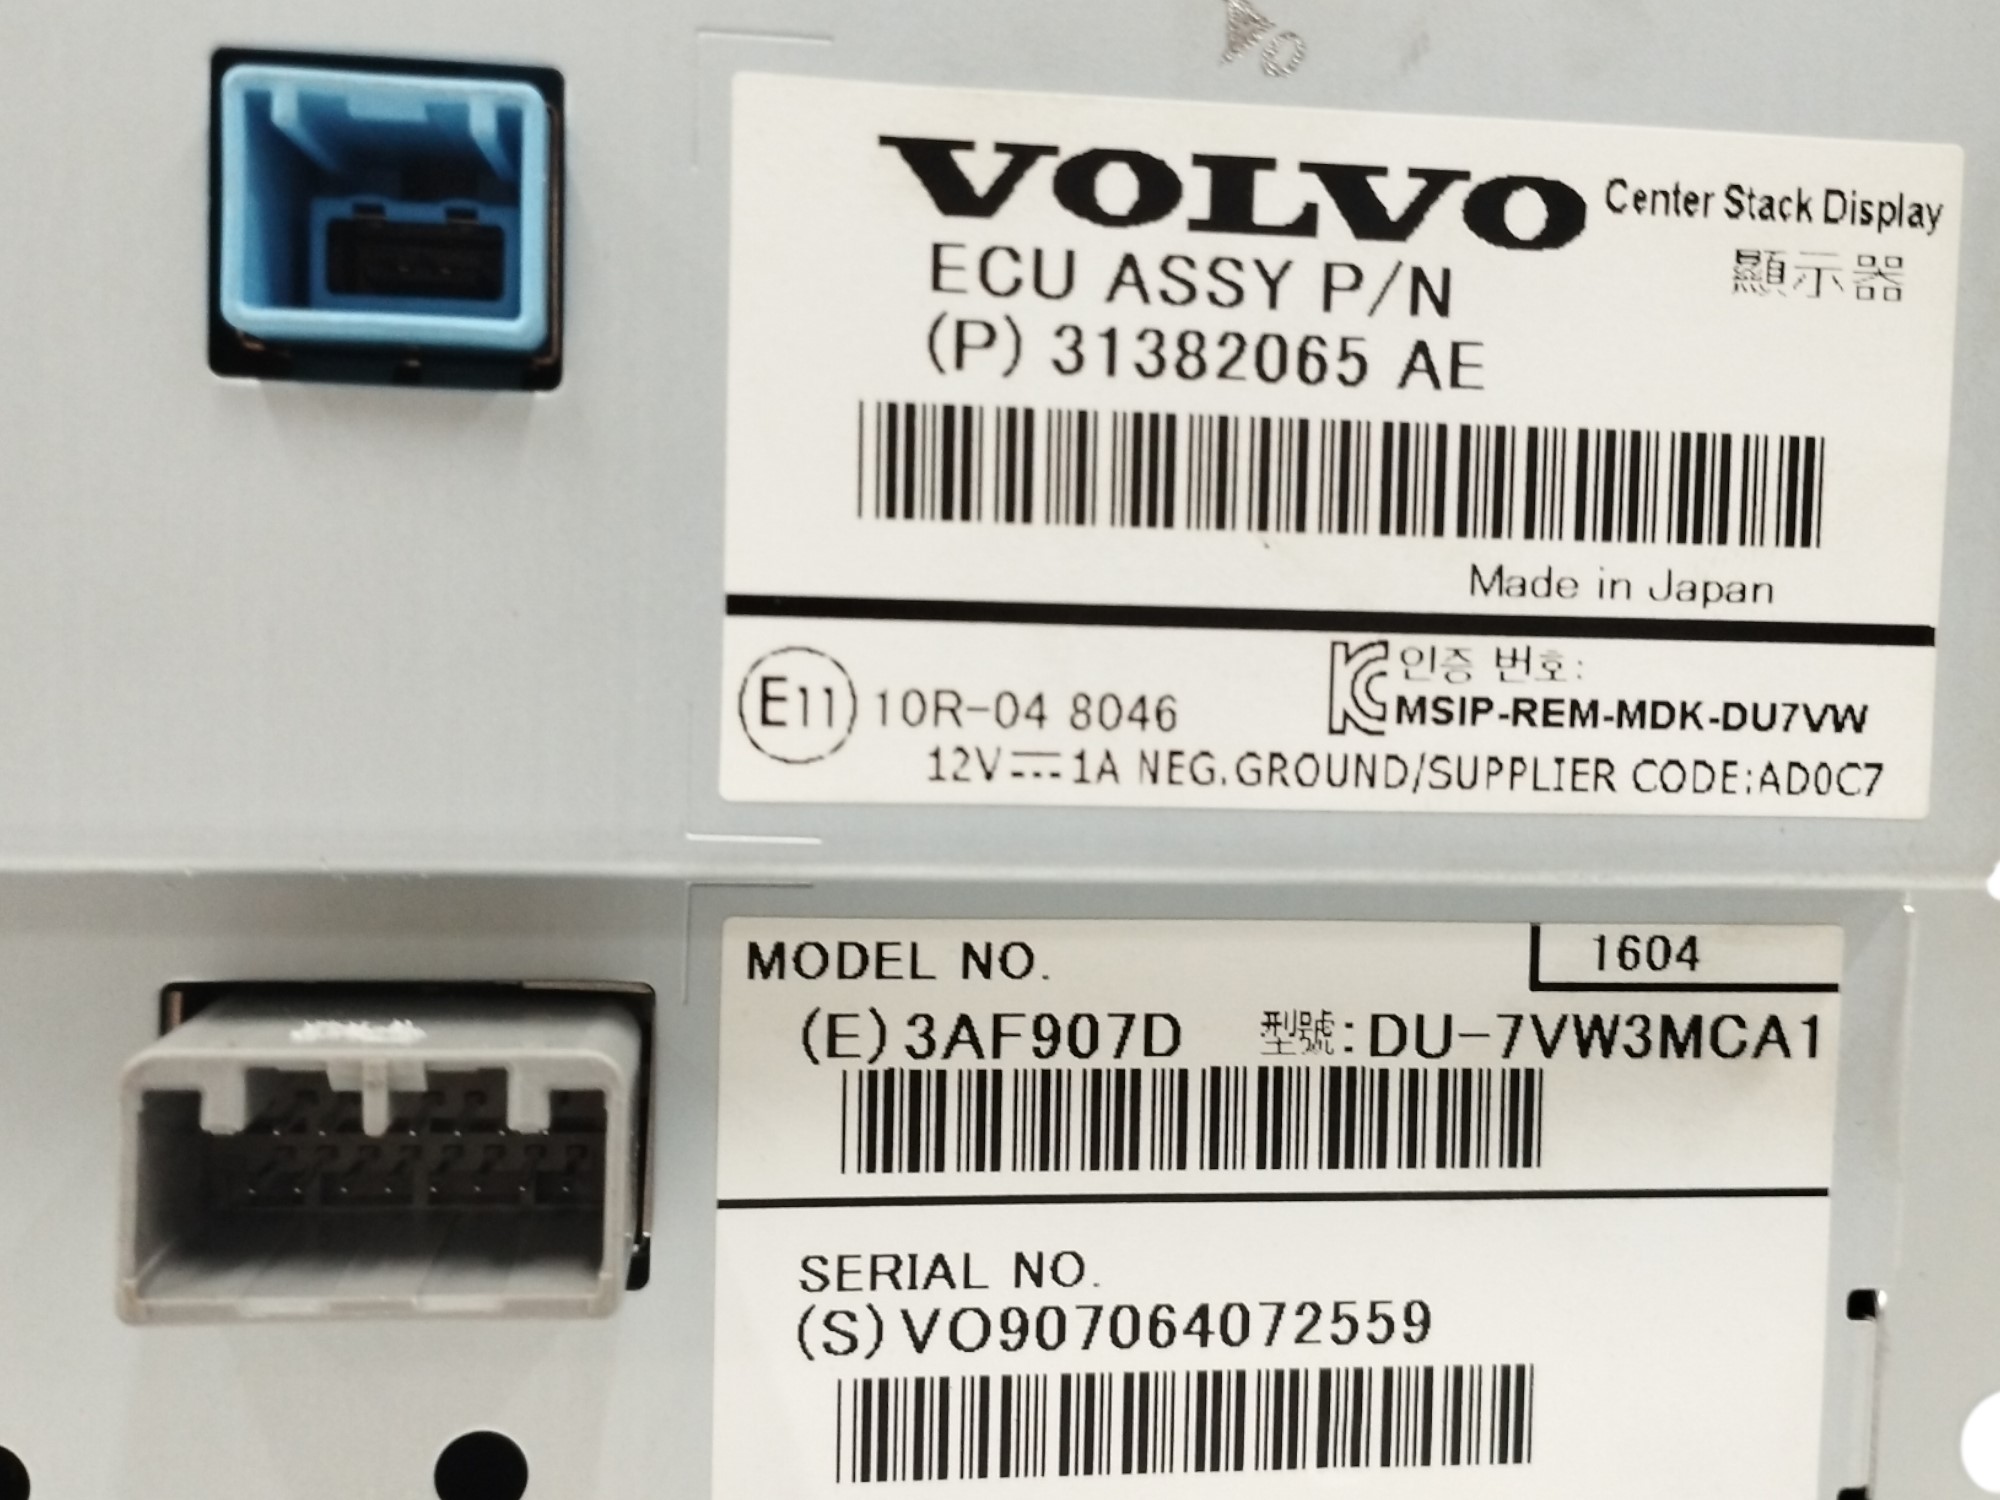 VOLVO Center Stack Display
顯示器
ECU ASSY P/N
(P) 31382065 AE
Made in Japan
E11 10R-04 8046
KC 인증 번호:
MSIP-REM-MDK-DU7VW
12V⎓1A NEG.GROUND/SUPPLIER CODE:AD0C7
MODEL NO.
1604
(E)3AF907D 型號:DU-7VW3MCA1
SERIAL NO.
(S)VO907064072559